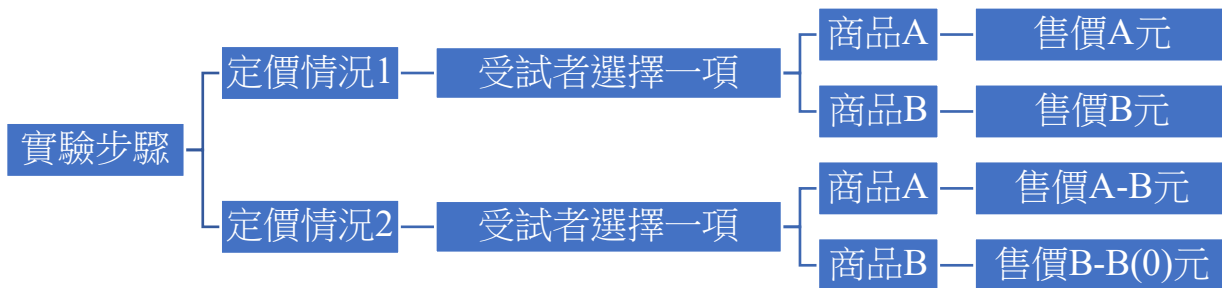 實驗步驟
定價情況1
受試者選擇一項
商品A
售價A元
商品B
售價B元
定價情況2
受試者選擇一項
商品A
售價A-B元
商品B
售價B-B(0)元